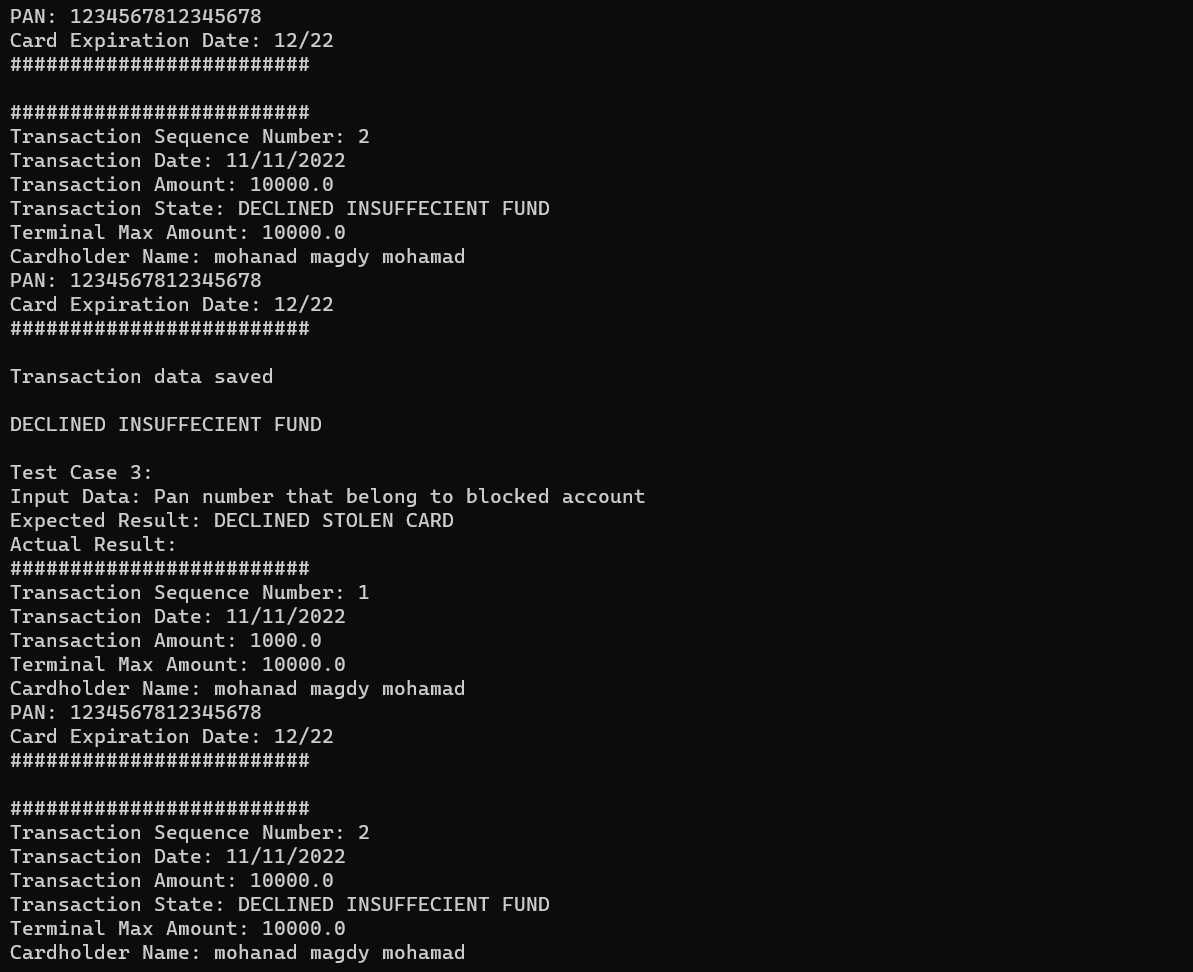 PAN: 1234567812345678
Card Expiration Date: 12/22
#########################
#########################
Transaction Sequence Number: 2
Transaction Date: 11/11/2022
Transaction Amount: 10000.0
Transaction State: DECLINED INSUFFECIENT FUND
Terminal Max Amount: 10000.0
Cardholder Name: mohanad magdy mohamad
PAN: 1234567812345678
Card Expiration Date: 12/22
#########################
Transaction data saved
DECLINED INSUFFECIENT FUND
Test Case 3:
Input Data: Pan number that belong to blocked account
Expected Result: DECLINED STOLEN CARD
Actual Result:
#########################
Transaction Sequence Number: 1
Transaction Date: 11/11/2022
Transaction Amount: 1000.0
Terminal Max Amount: 10000.0
Cardholder Name: mohanad magdy mohamad
PAN: 1234567812345678
Card Expiration Date: 12/22
#########################
#########################
Transaction Sequence Number: 2
Transaction Date: 11/11/2022
Transaction Amount: 10000.0
Transaction State: DECLINED INSUFFECIENT FUND
Terminal Max Amount: 10000.0
Cardholder Name: mohanad magdy mohamad